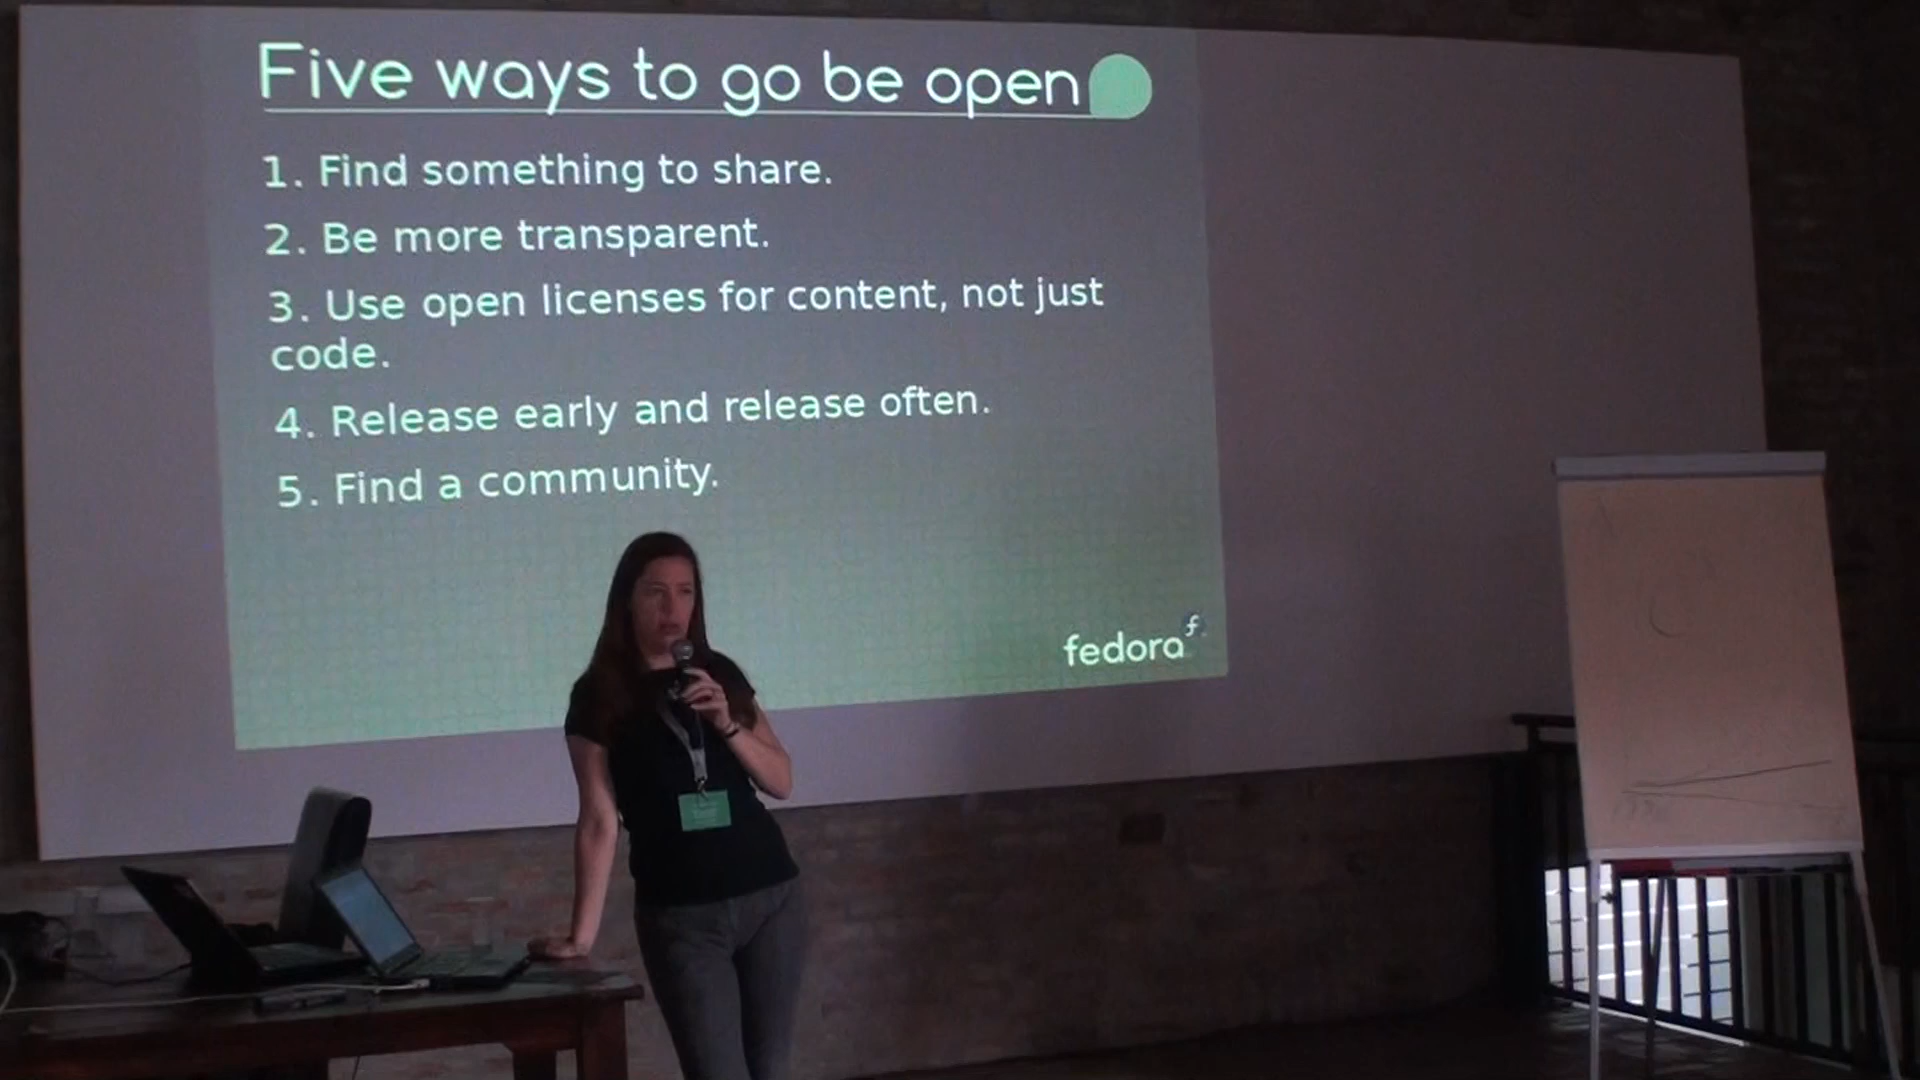 Five ways to go be open
1. Find something to share.
2. Be more transparent.
3. Use open licenses for content, not just
code.
4. Release early and release often.
5. Find a community.
fedora